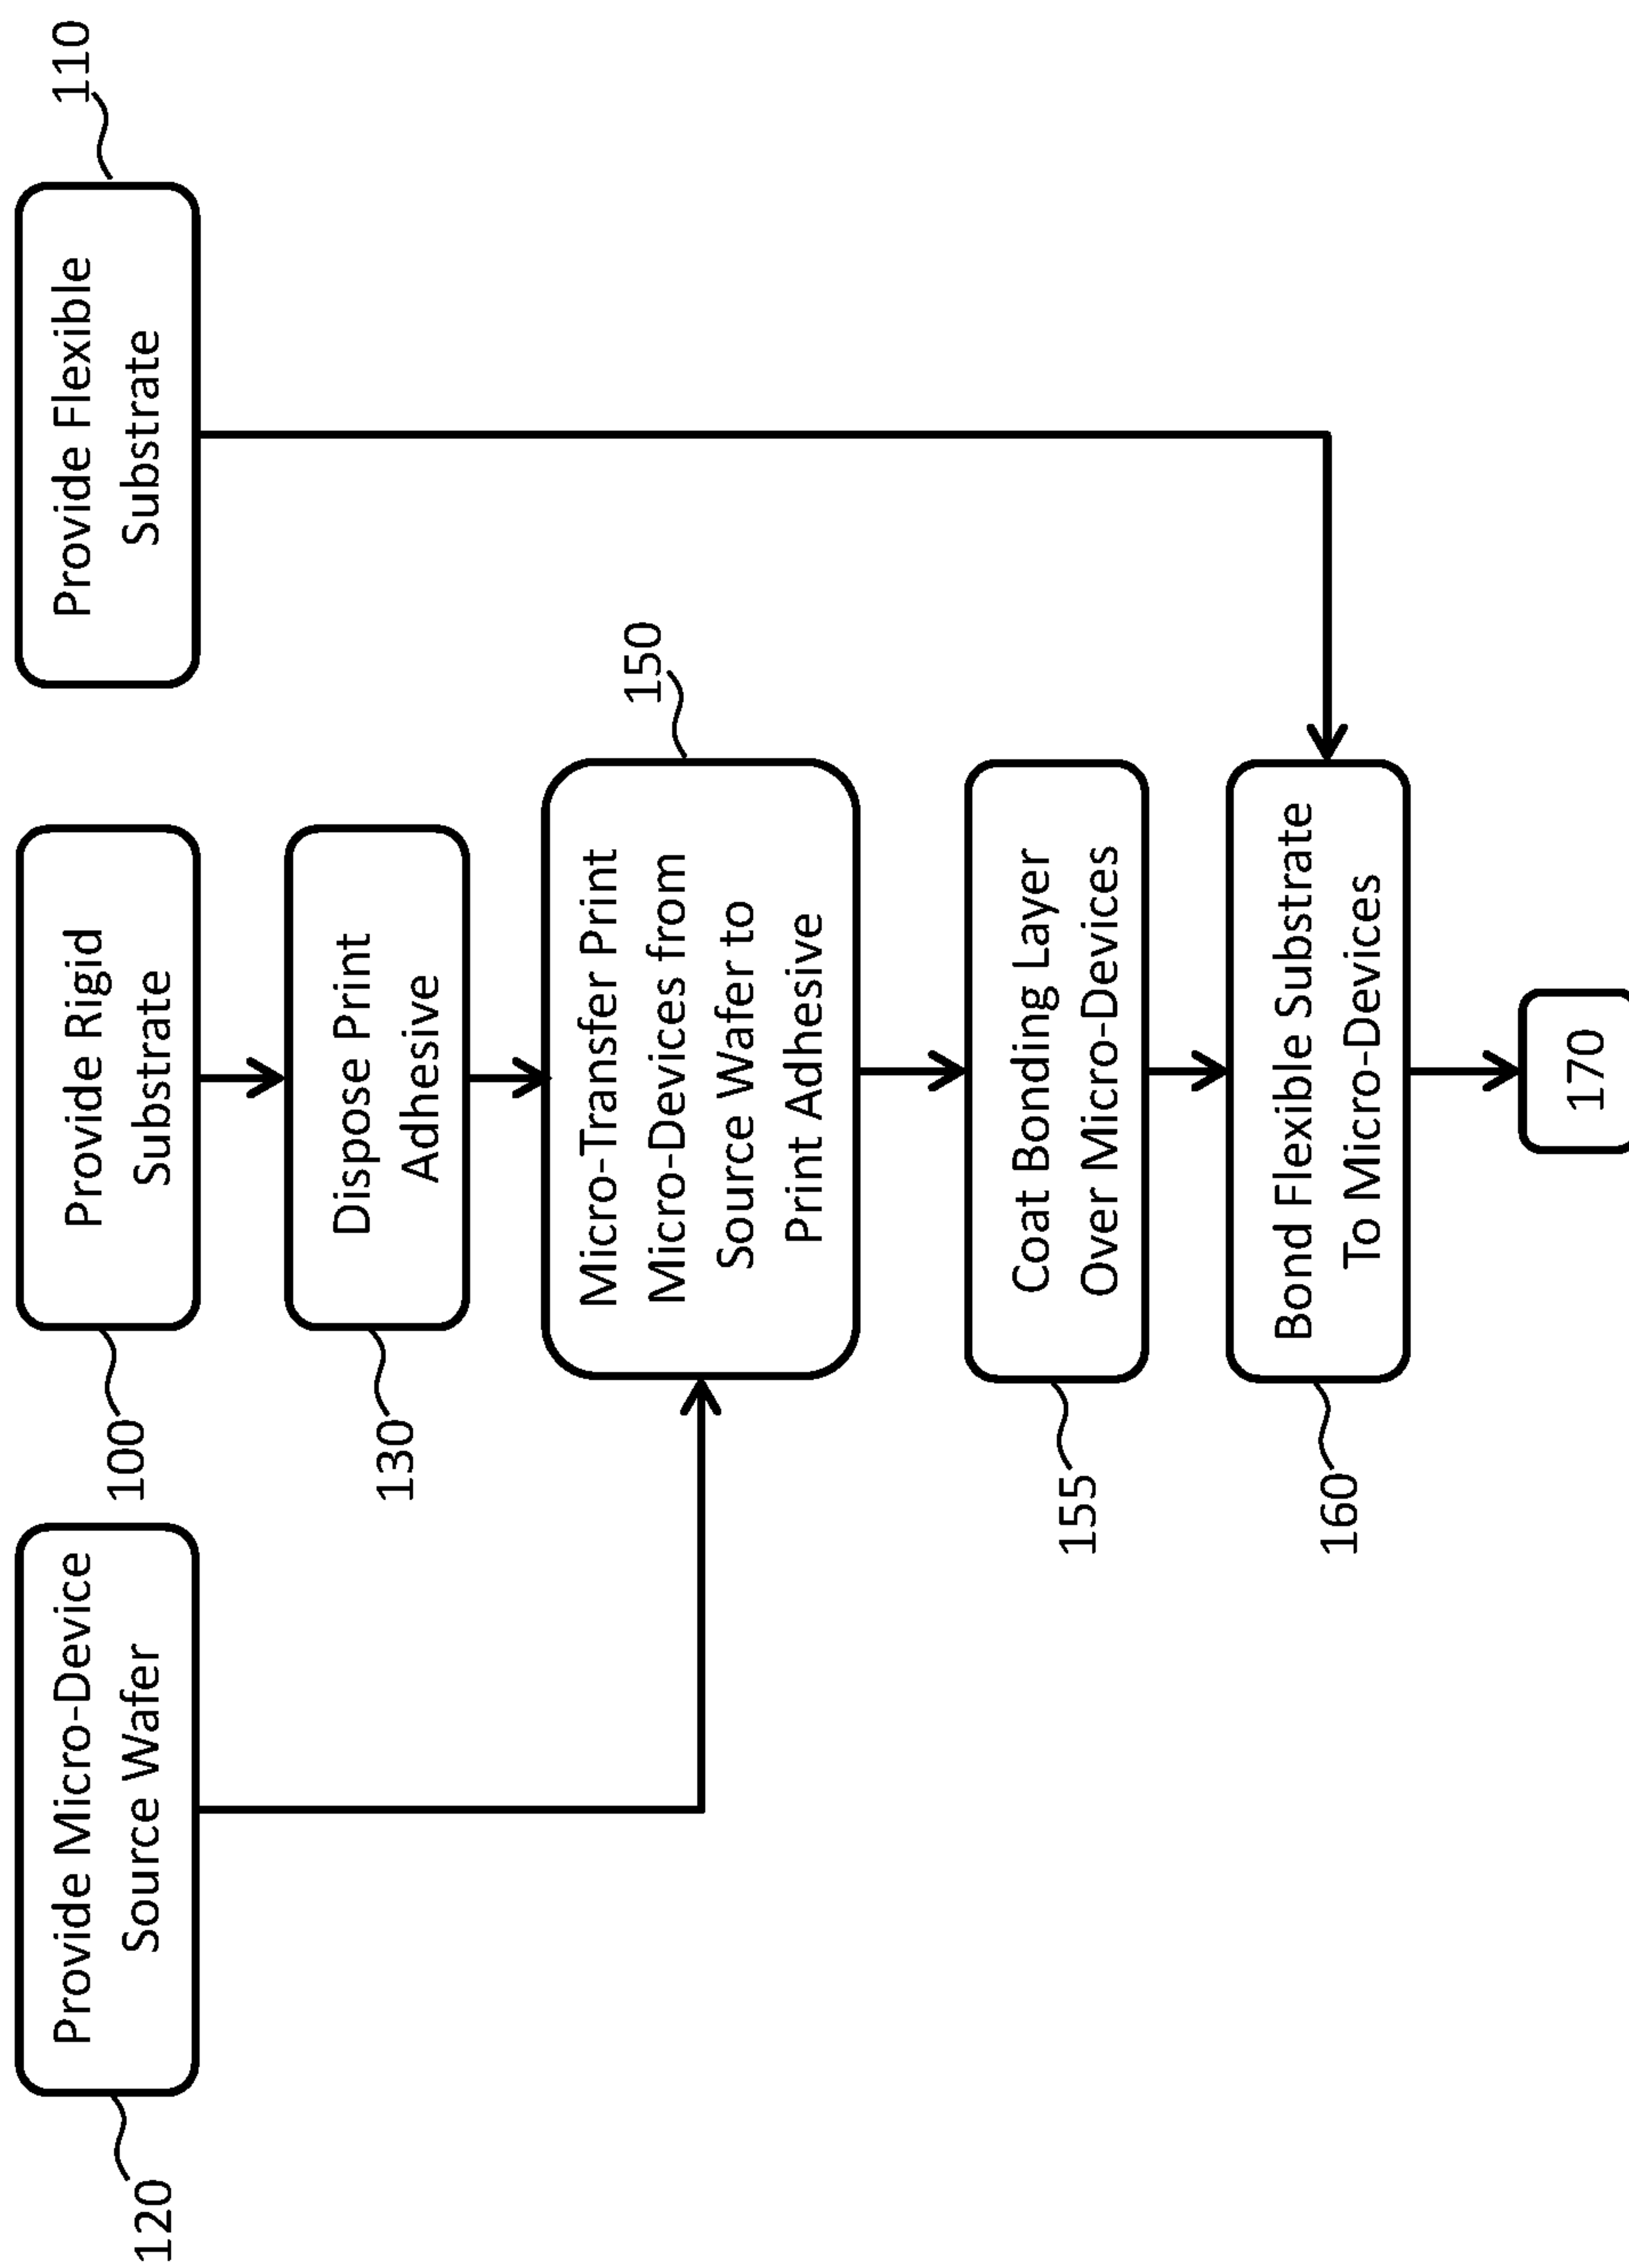 120
Provide Micro-Device
Source Wafer
100
Provide Rigid
Substrate
Provide Flexible
Substrate
110
130
Dispose Print
Adhesive
Micro-Transfer Print
Micro-Devices from
Source Wafer to
Print Adhesive
150
155
Coat Bonding Layer
Over Micro-Devices
160
Bond Flexible Substrate
To Micro-Devices
170